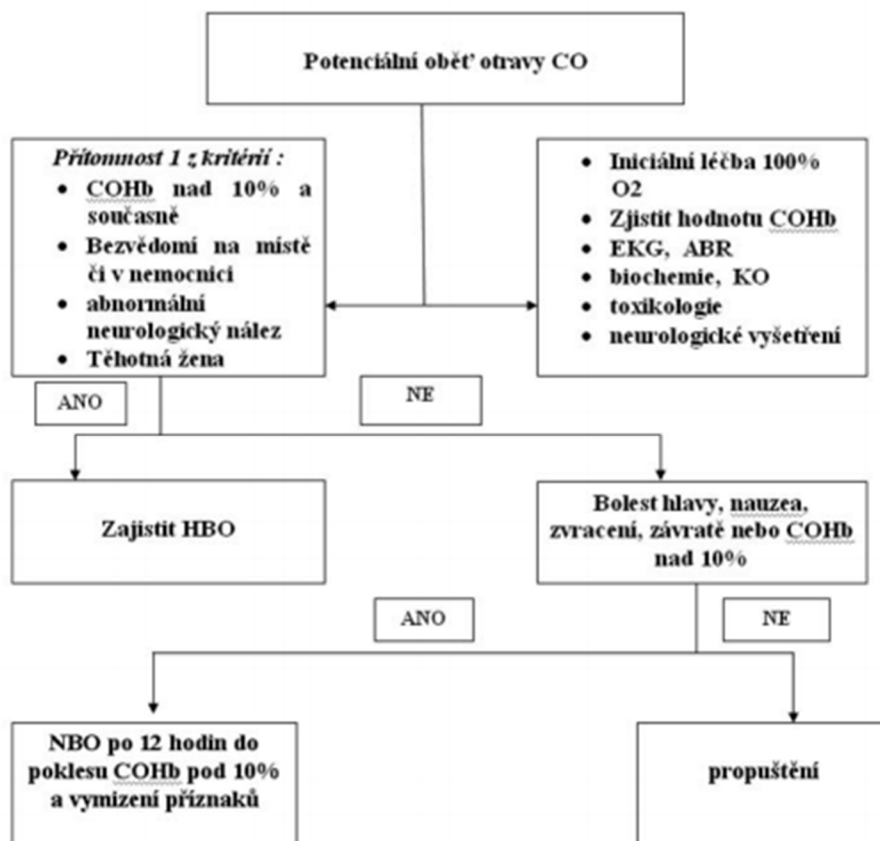 Potenciální oběť otravy CO
Přítomnost 1 z kritérií :
• COHb nad 10% a
současně
• Bezvědomí na místě
či v nemocnici
• abnormální
neurologický nález
• Těhotná žena
• Iniciální léčba 100%
O2
• Zjistit hodnotu COHb
• EKG, ABR
• biochemie, KO
• toxikologie
• neurologické vyšetření
ANO
NE
Zajistit HBO
Bolest hlavy, nauzea,
zvracení, závratě nebo COHb
nad 10%
ANO
NE
NBO po 12 hodin do
poklesu COHb pod 10%
a vymizení příznaků
propuštění